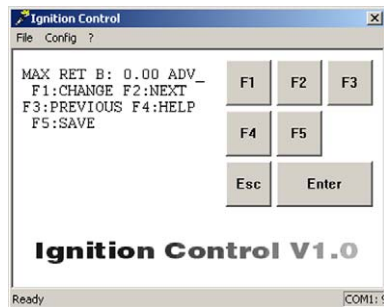 Ignition Control
File Config ?
MAX RET B: 0.00 ADV_
F1:CHANGE F2:NEXT
F3:PREVIOUS F4:HELP
F5:SAVE
F1 F2 F3
F4 F5
Esc Enter
Ignition Control V1.0
Ready COM1: